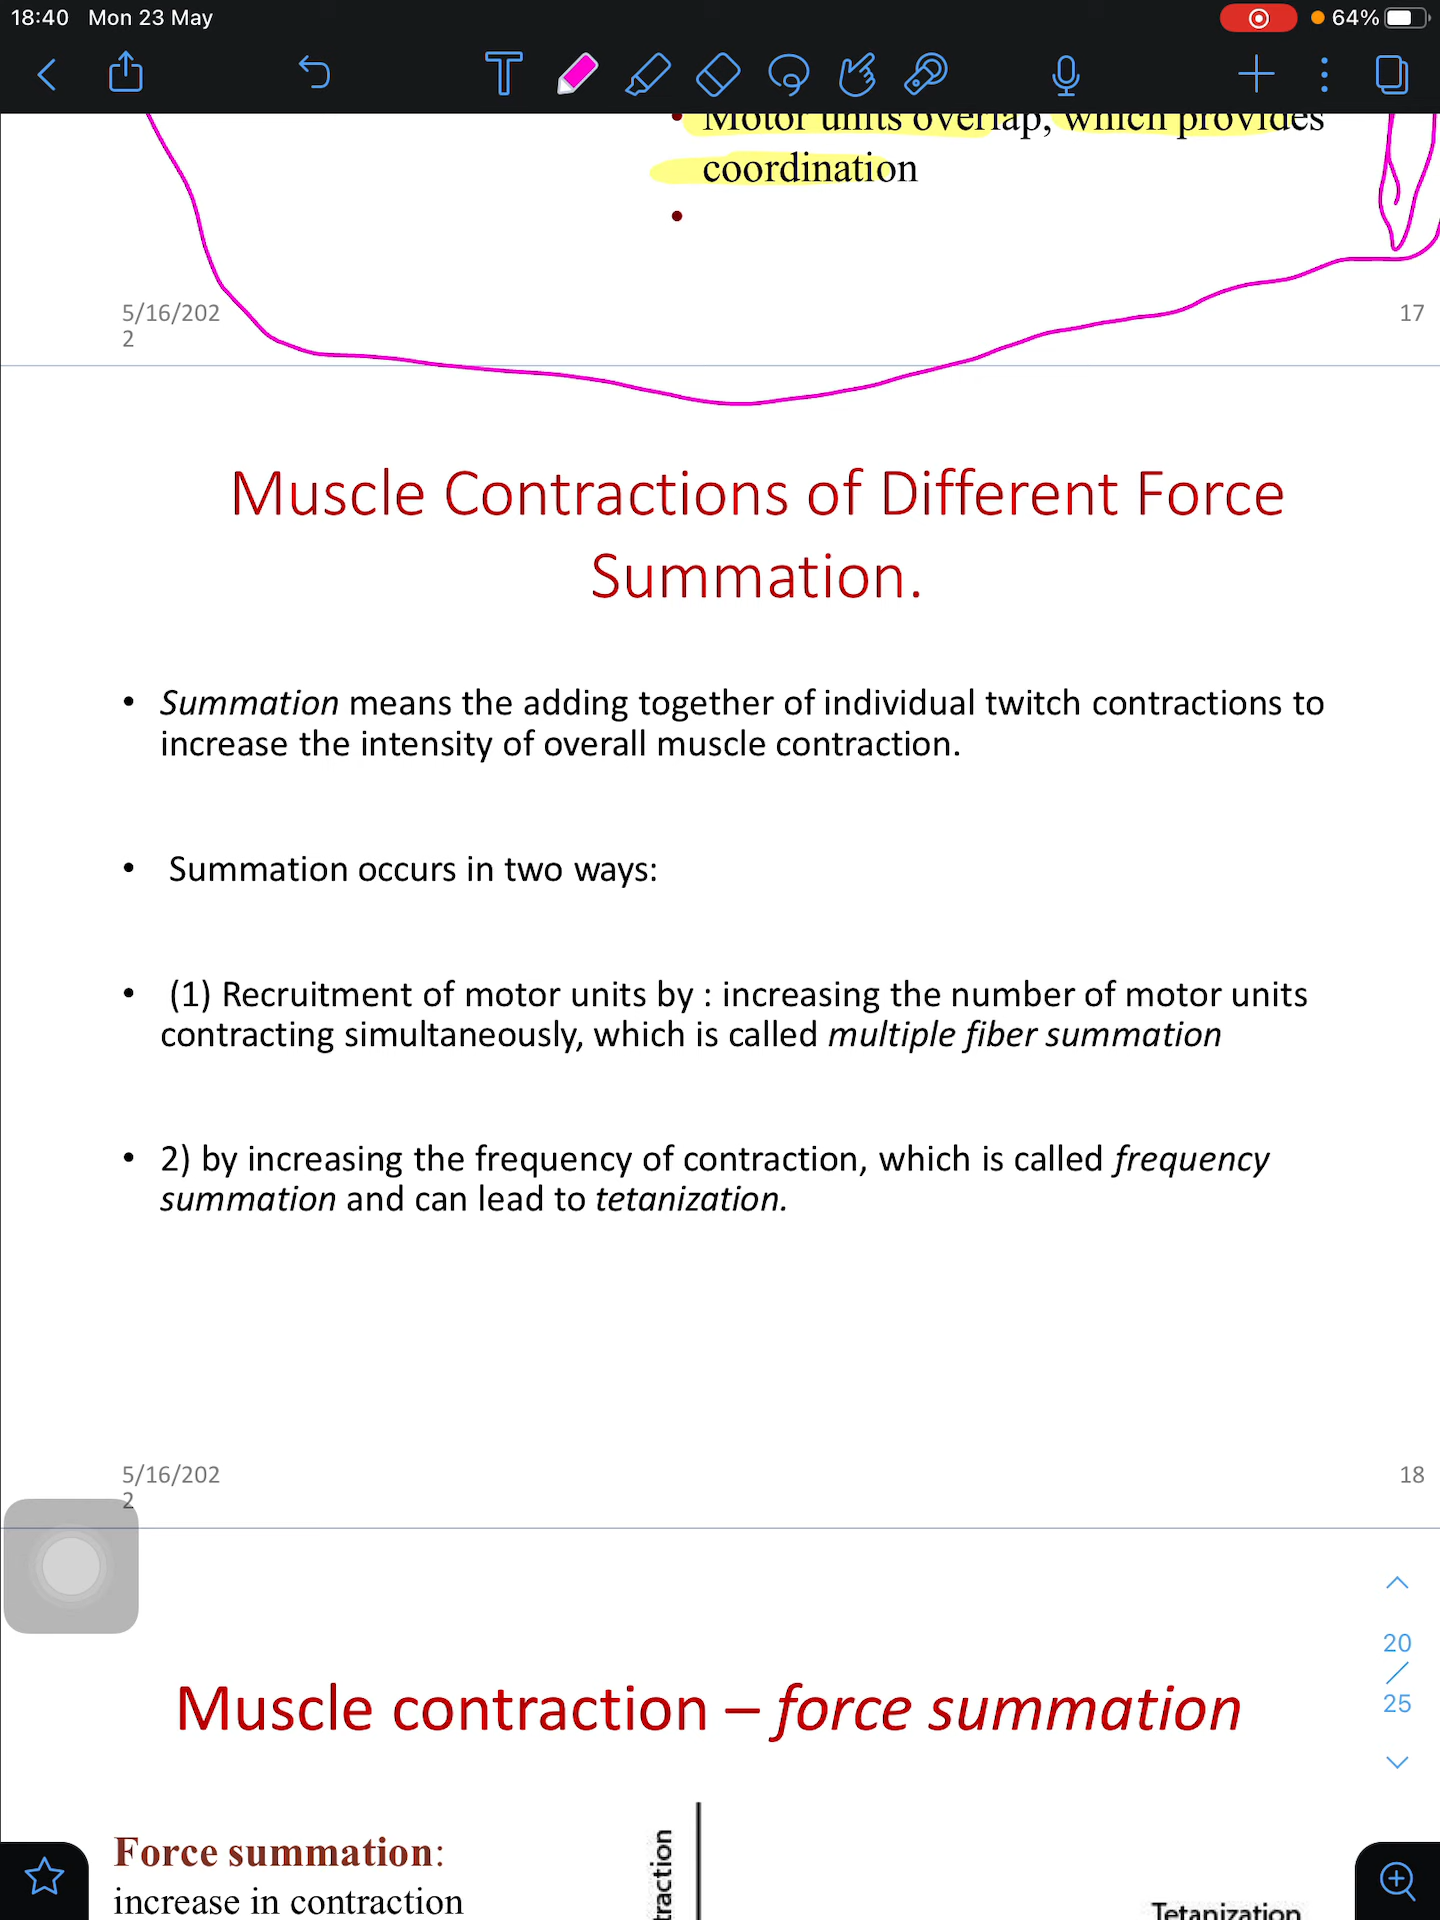 18:40 Mon 23 May
64%
• Motor units overlap, which provides
coordination
•
5/16/202
2
17
Muscle Contractions of Different Force
Summation.
• Summation means the adding together of individual twitch contractions to
increase the intensity of overall muscle contraction.
• Summation occurs in two ways:
• (1) Recruitment of motor units by : increasing the number of motor units
contracting simultaneously, which is called multiple fiber summation
• 2) by increasing the frequency of contraction, which is called frequency
summation and can lead to tetanization.
5/16/202
2
18
20
/
25
Muscle contraction – force summation
Force summation:
increase in contraction
traction
Tetanization